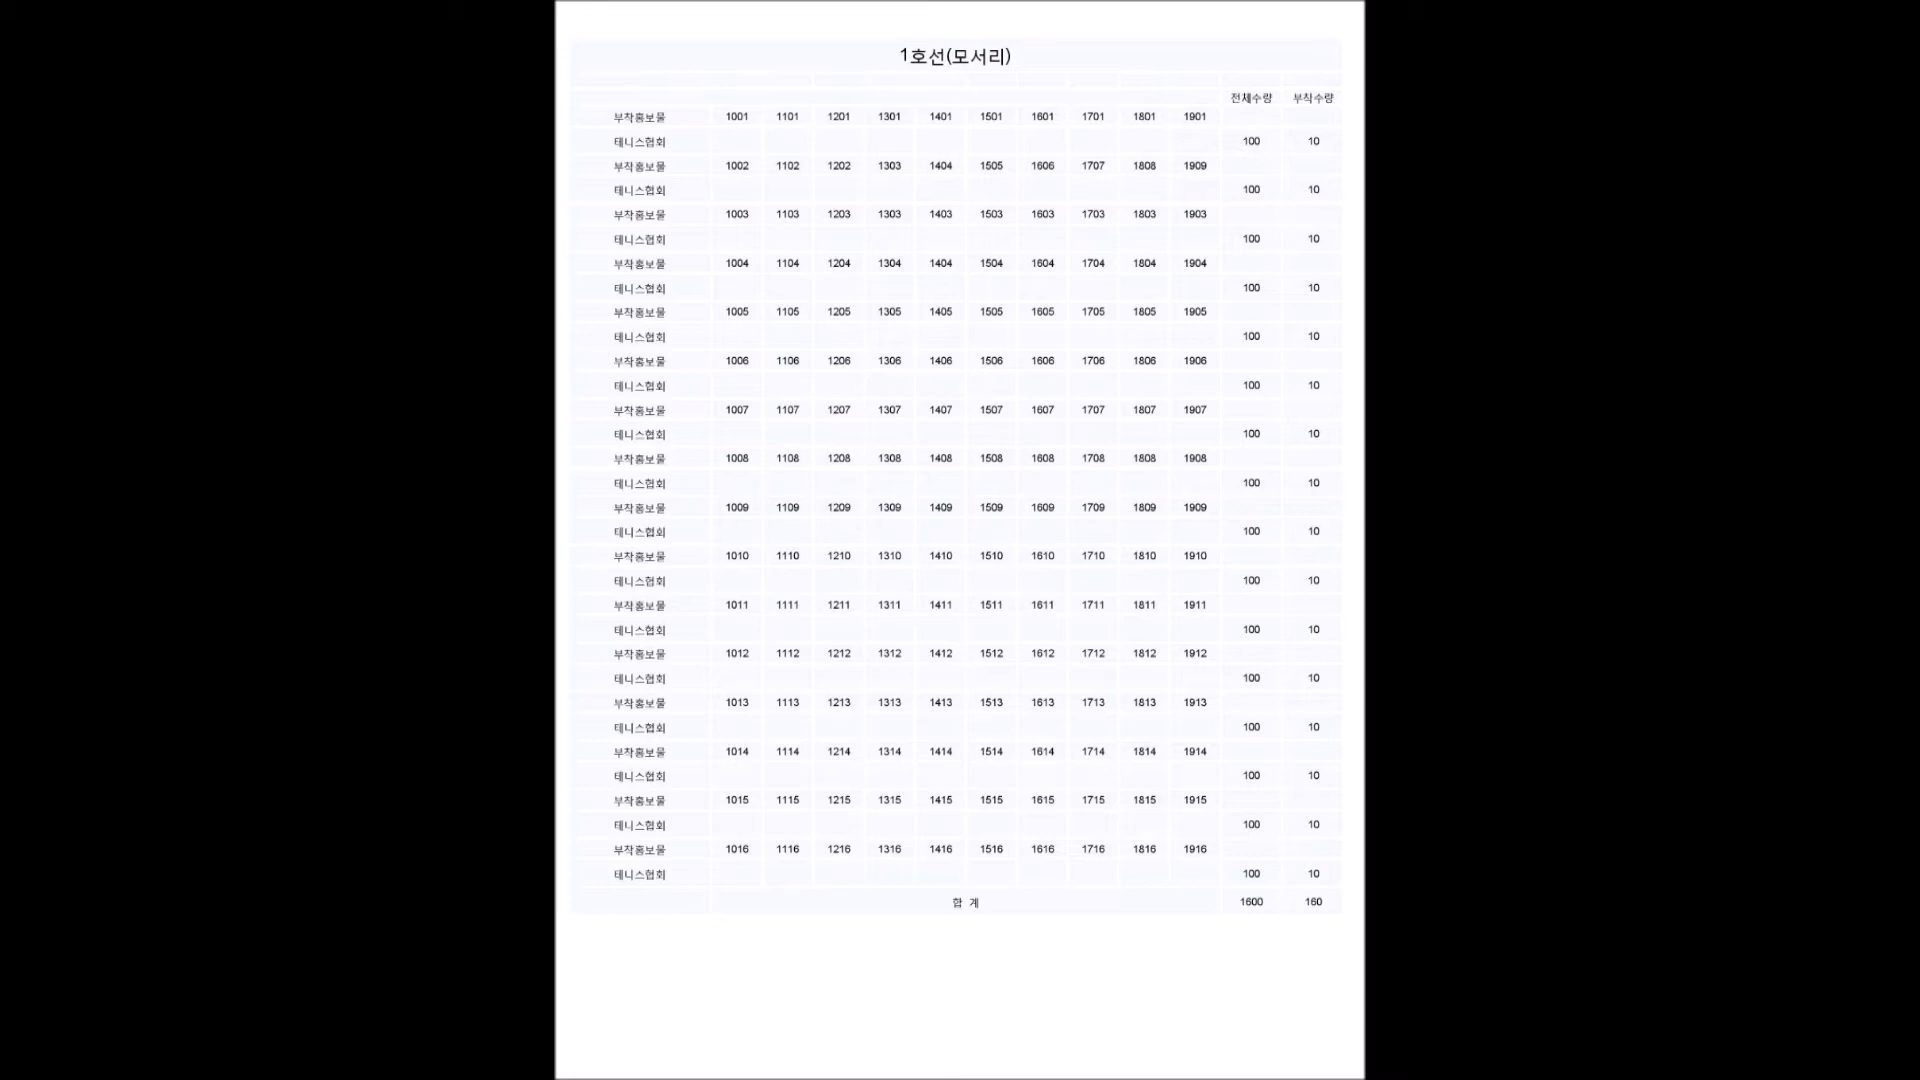 1호선(모서리)
전체수량 부착수량
부착홍보물 1001 1101 1201 1301 1401 1501 1601 1701 1801 1901
테니스협회 100 10
부착홍보물 1002 1102 1202 1303 1404 1505 1606 1707 1808 1909
테니스협회 100 10
부착홍보물 1003 1103 1203 1303 1403 1503 1603 1703 1803 1903
테니스협회 100 10
부착홍보물 1004 1104 1204 1304 1404 1504 1604 1704 1804 1904
테니스협회 100 10
부착홍보물 1005 1105 1205 1305 1405 1505 1605 1705 1805 1905
테니스협회 100 10
부착홍보물 1006 1106 1206 1306 1406 1506 1606 1706 1806 1906
테니스협회 100 10
부착홍보물 1007 1107 1207 1307 1407 1507 1607 1707 1807 1907
테니스협회 100 10
부착홍보물 1008 1108 1208 1308 1408 1508 1608 1708 1808 1908
테니스협회 100 10
부착홍보물 1009 1109 1209 1309 1409 1509 1609 1709 1809 1909
테니스협회 100 10
부착홍보물 1010 1110 1210 1310 1410 1510 1610 1710 1810 1910
테니스협회 100 10
부착홍보물 1011 1111 1211 1311 1411 1511 1611 1711 1811 1911
테니스협회 100 10
부착홍보물 1012 1112 1212 1312 1412 1512 1612 1712 1812 1912
테니스협회 100 10
부착홍보물 1013 1113 1213 1313 1413 1513 1613 1713 1813 1913
테니스협회 100 10
부착홍보물 1014 1114 1214 1314 1414 1514 1614 1714 1814 1914
테니스협회 100 10
부착홍보물 1015 1115 1215 1315 1415 1515 1615 1715 1815 1915
테니스협회 100 10
부착홍보물 1016 1116 1216 1316 1416 1516 1616 1716 1816 1916
테니스협회 100 10
합 계 1600 160